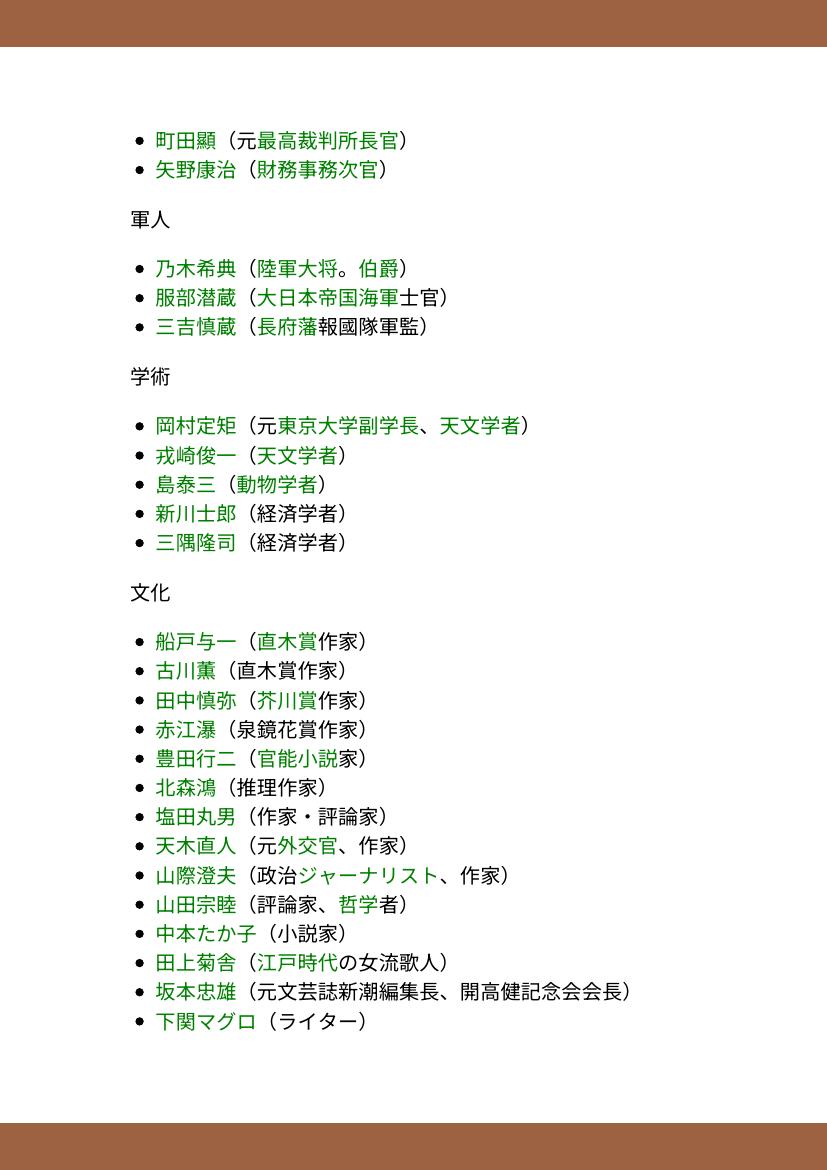 • 町田顯（元最高裁判所長官）
• 矢野康治（財務事務次官）
軍人
• 乃木希典（陸軍大将。伯爵）
• 服部潜蔵（大日本帝国海軍士官）
• 三吉慎蔵（長府藩報國隊軍監）
学術
• 岡村定矩（元東京大学副学長、天文学者）
• 戎崎俊一（天文学者）
• 島泰三（動物学者）
• 新川士郎（経済学者）
• 三隅隆司（経済学者）
文化
• 船戸与一（直木賞作家）
• 古川薫（直木賞作家）
• 田中慎弥（芥川賞作家）
• 赤江瀑（泉鏡花賞作家）
• 豊田行二（官能小説家）
• 北森鴻（推理作家）
• 塩田丸男（作家・評論家）
• 天木直人（元外交官、作家）
• 山際澄夫（政治ジャーナリスト、作家）
• 山田宗睦（評論家、哲学者）
• 中本たか子（小説家）
• 田上菊舎（江戸時代の女流歌人）
• 坂本忠雄（元文芸誌新潮編集長、開高健記念会会長）
• 下関マグロ（ライター）